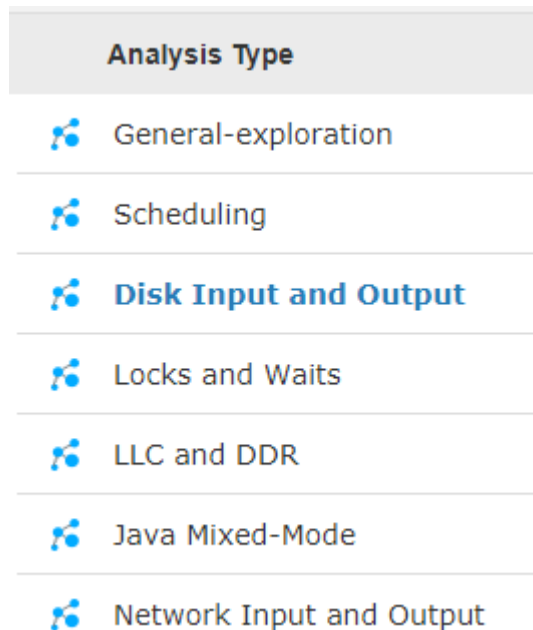 Analysis Type
General-exploration
Scheduling
Disk Input and Output
Locks and Waits
LLC and DDR
Java Mixed-Mode
Network Input and Output